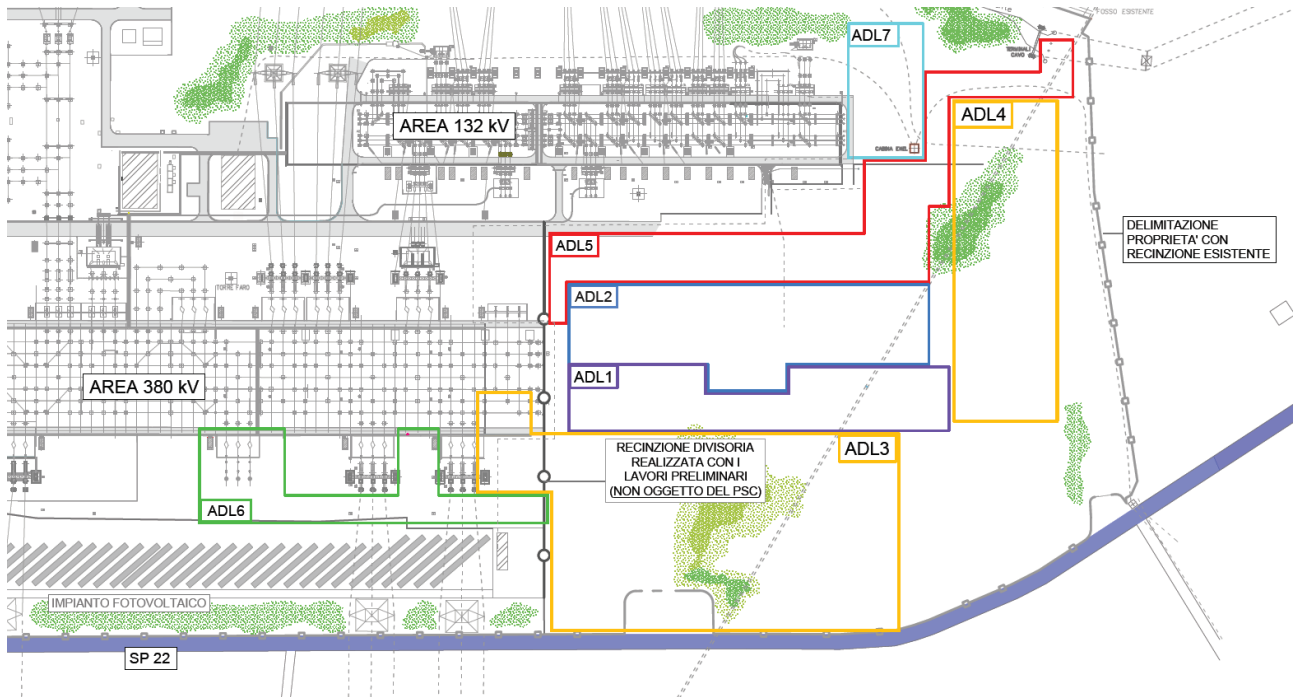 FOSSO ESISTENTE
ADL7
TERMINALI
CAVO
AREA 132 kV
ADL4
CABINA ENEL
DELIMITAZIONE
PROPRIETA' CON
RECINZIONE ESISTENTE
ADL5
TORRE FARO
ADL2
AREA 380 kV
ADL1
RECINZIONE DIVISORIA
REALIZZATA CON I
LAVORI PRELIMINARI
(NON OGGETTO DEL PSC)
ADL3
ADL6
IMPIANTO FOTOVOLTAICO
SP 22